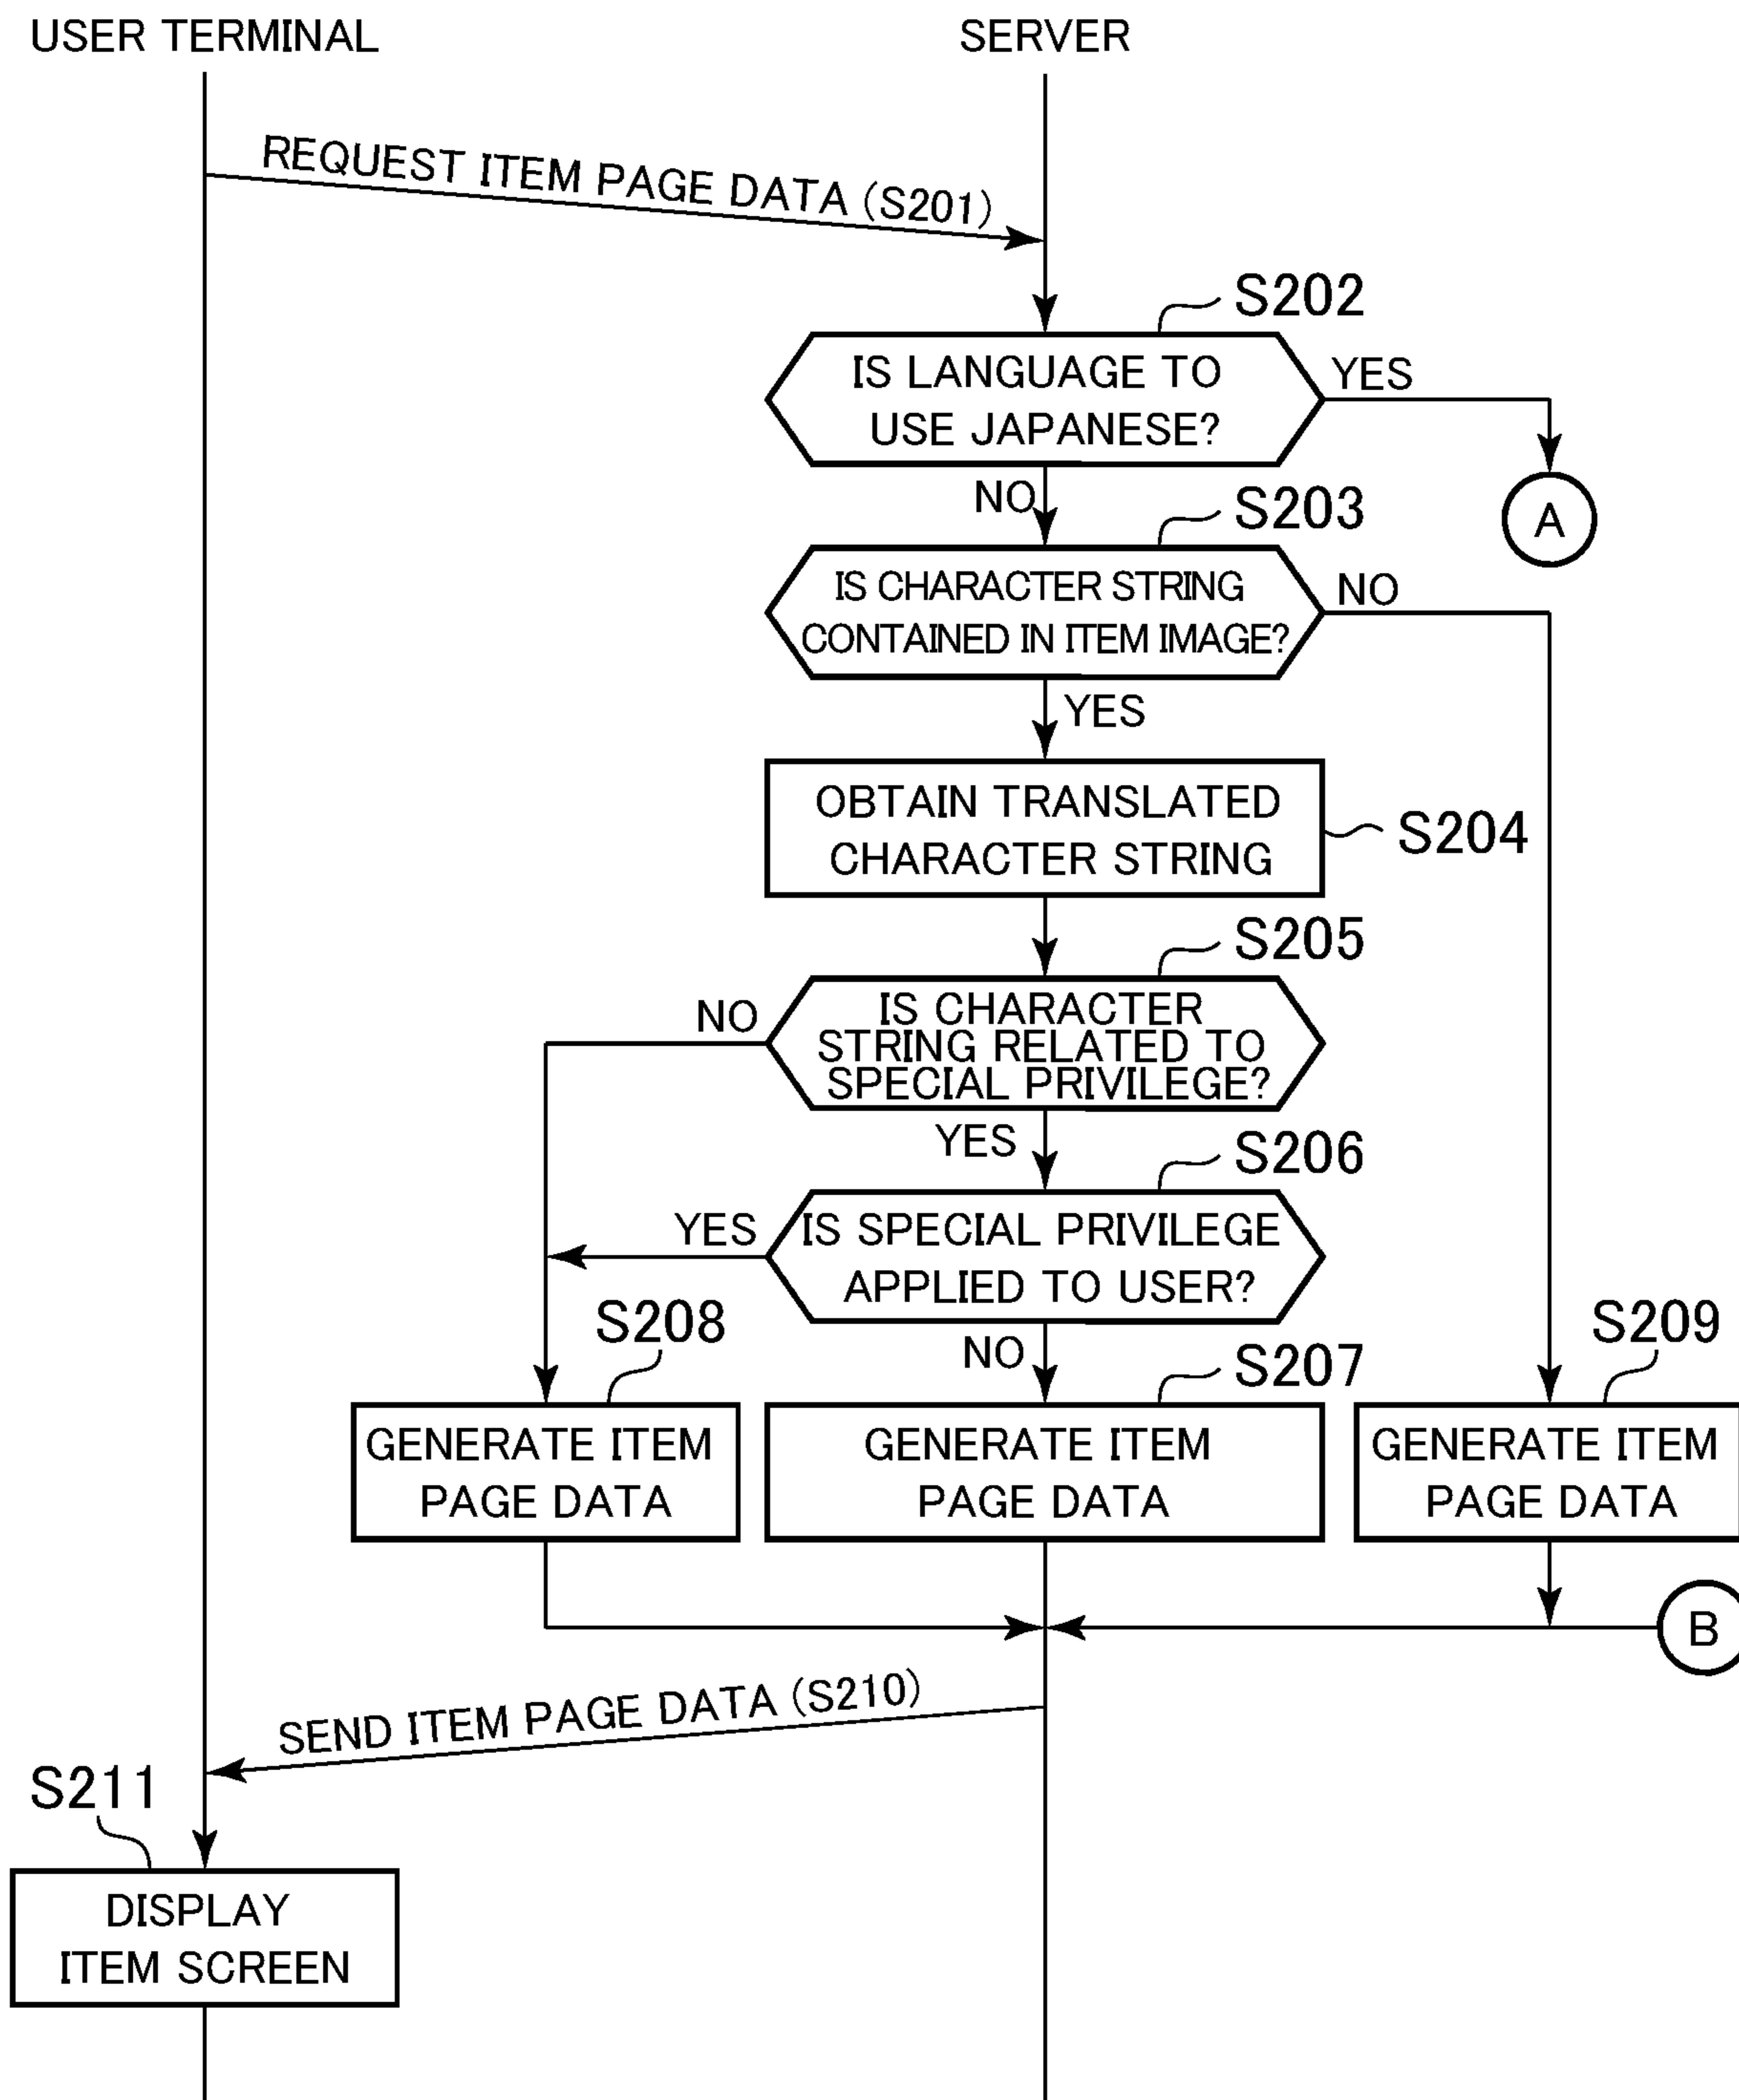 USER TERMINAL
SERVER
REQUEST ITEM PAGE DATA (S201)
S202
IS LANGUAGE TO
USE JAPANESE?
YES
A
NO
S203
IS CHARACTER STRING
CONTAINED IN ITEM IMAGE?
NO
YES
OBTAIN TRANSLATED
CHARACTER STRING
S204
S205
IS CHARACTER
STRING RELATED TO
SPECIAL PRIVILEGE?
NO
YES
S206
IS SPECIAL PRIVILEGE
APPLIED TO USER?
YES
NO
S208
GENERATE ITEM
PAGE DATA
S207
GENERATE ITEM
PAGE DATA
S209
GENERATE ITEM
PAGE DATA
B
SEND ITEM PAGE DATA (S210)
S211
DISPLAY
ITEM SCREEN